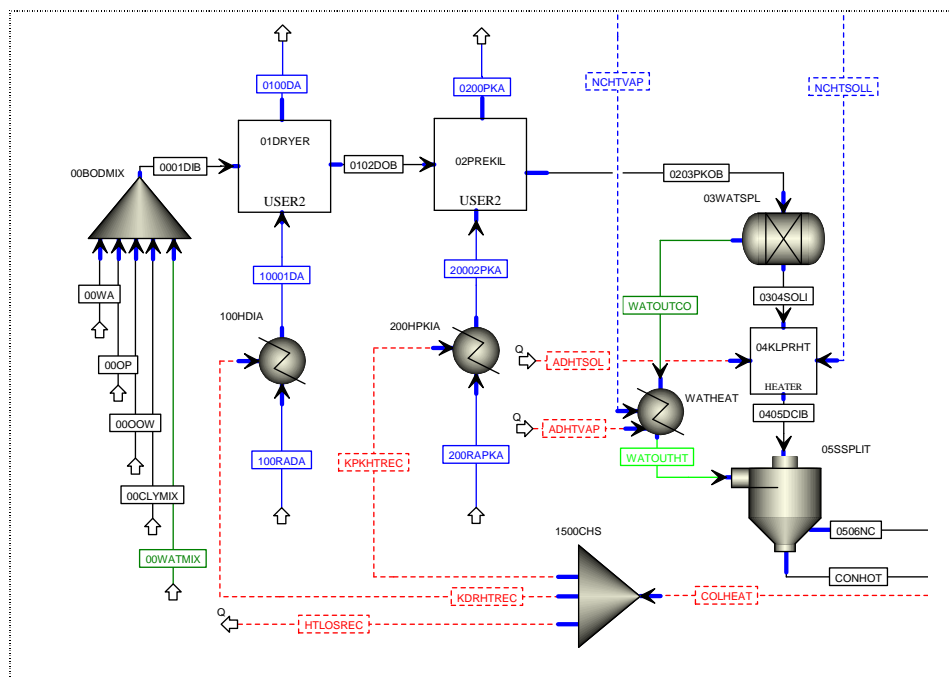 0100DA
0200PKA
NCHTVAP
NCHTSOLL
01DRYER
02PREKIL
00BODMIX
0001DIB
0102DOB
0203PKOB
USER2
USER2
03WATSPL
00WA
10001DA
20002PKA
WATOUTCO
0304SOLI
100HDIA
200HPKIA
04KLPRHT
Q
ADHTSOL
HEATER
00OP
WATHEAT
0405DCIB
Q
ADHTVAP
00OOW
100RADA
KPKHTREC
200RAPKA
WATOUTHT
05SSPLIT
00CLYMIX
1500CHS
0506NC
00WATMIX
CONHOT
KDRHTREC
COLHEAT
Q
HTLOSREC